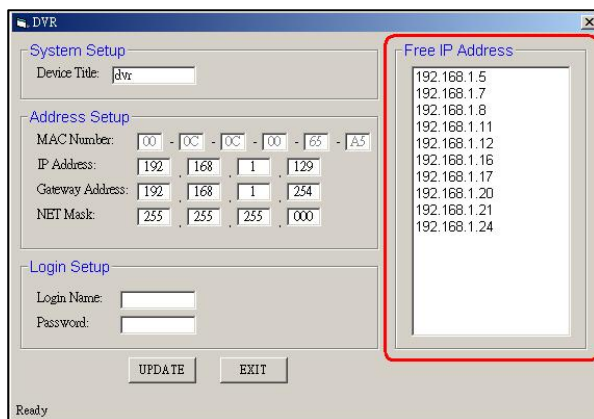 DVR
System Setup
Device Title: dvr
Address Setup
MAC Number: 00 - 0C - 0C - 00 - 65 - A5
IP Address: 192 . 168 . 1 . 129
Gateway Address: 192 . 168 . 1 . 254
NET Mask: 255 . 255 . 255 . 000
Login Setup
Login Name:
Password:
UPDATE EXIT
Ready
Free IP Address
192.168.1.5
192.168.1.7
192.168.1.8
192.168.1.11
192.168.1.12
192.168.1.16
192.168.1.17
192.168.1.20
192.168.1.21
192.168.1.24